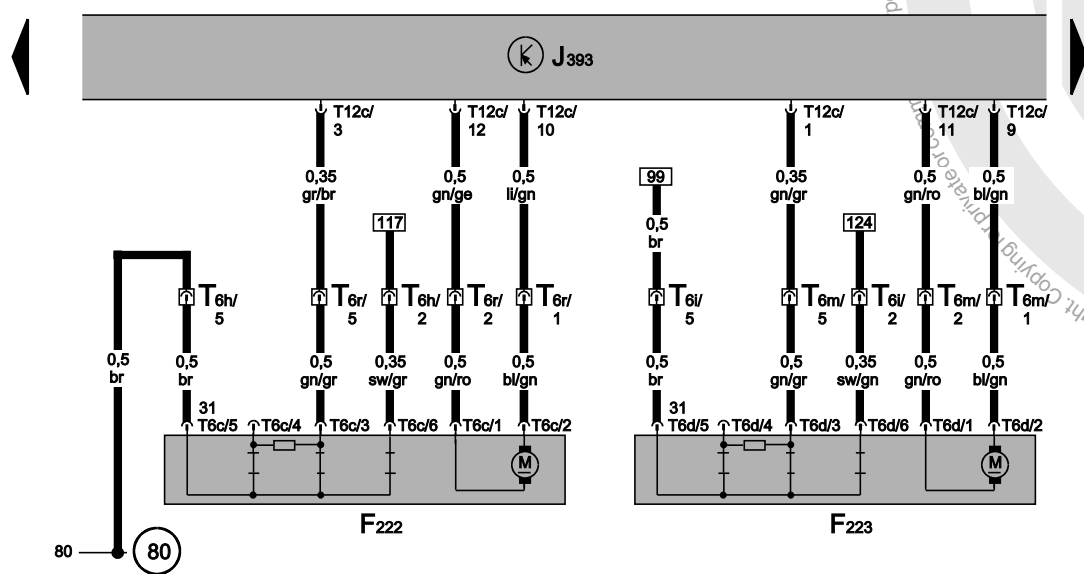 J393
T12c/
3
T12c/
12
T12c/
10
T12c/
1
T12c/
11
T12c/
9
0,35
gr/br
0,5
gn/ge
0,5
li/gn
99
0,35
gn/gr
0,5
gn/ro
0,5
bl/gn
117
0,5
br
124
T6h/
5
T6r/
5
T6h/
2
T6r/
2
T6r/
1
T6i/
5
T6m/
5
T6i/
2
T6m/
2
T6m/
1
0,5
br
0,5
br
0,5
gn/gr
0,35
sw/gr
0,5
gn/ro
0,5
bl/gn
0,5
br
0,5
gn/gr
0,35
sw/gn
0,5
gn/ro
0,5
bl/gn
31
T6c/5
T6c/4
T6c/3
T6c/6
T6c/1
T6c/2
31
T6d/5
T6d/4
T6d/3
T6d/6
T6d/1
T6d/2
M
M
F222
F223
80
80
ht. Copying for private or comm